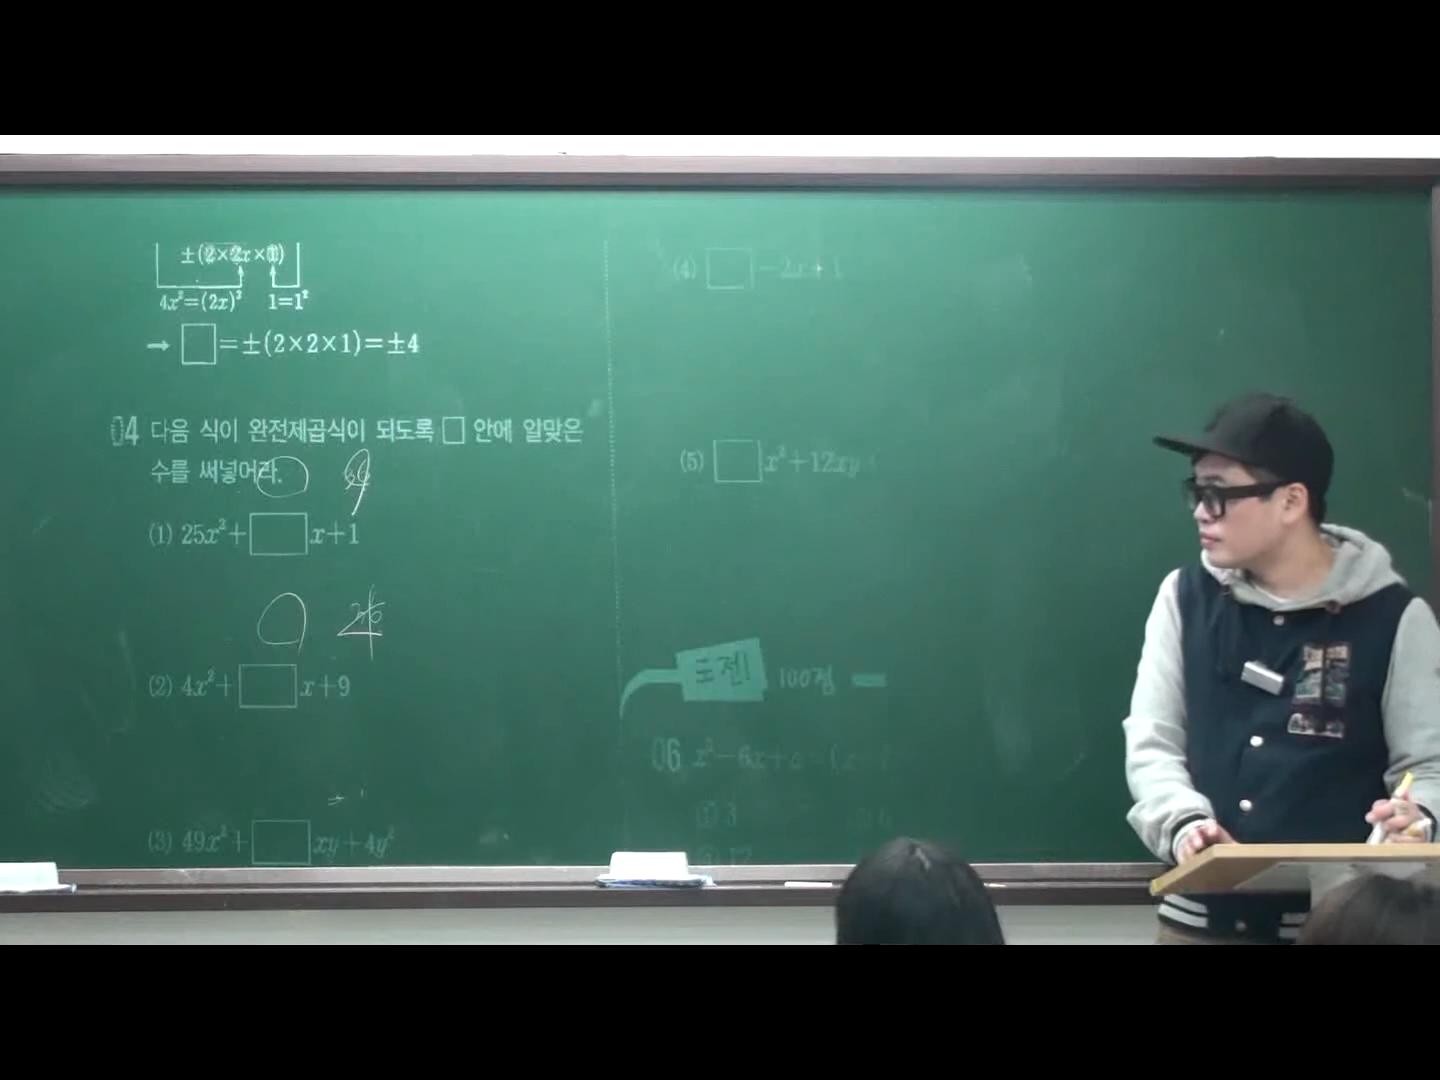 ±(2×2x×1)
4x²=(2x)² 1=1²
→ □=±(2×2×1)=±4
04 다음 식이 완전제곱식이 되도록 □ 안에 알맞은
수를 써넣어라.
(1) 25x²+□x+1
(2) 4x²+□x+9
(3) 49x²+□xy+4y²
(4) □-2x+1
(5) □x²+12xy
도전! 100점
06 x²-6x+c=(x-
① 3